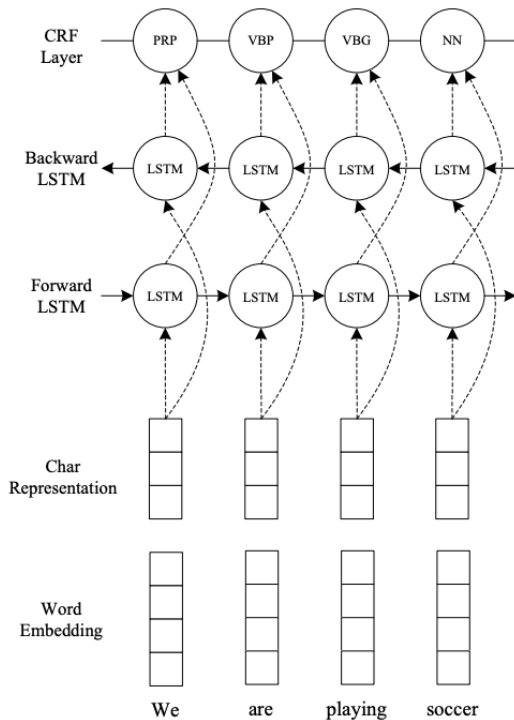 CRF
Layer
PRP VBP VBG NN
Backward
LSTM
LSTM LSTM LSTM LSTM
Forward
LSTM
LSTM LSTM LSTM LSTM
Char
Representation
Word
Embedding
We are playing soccer